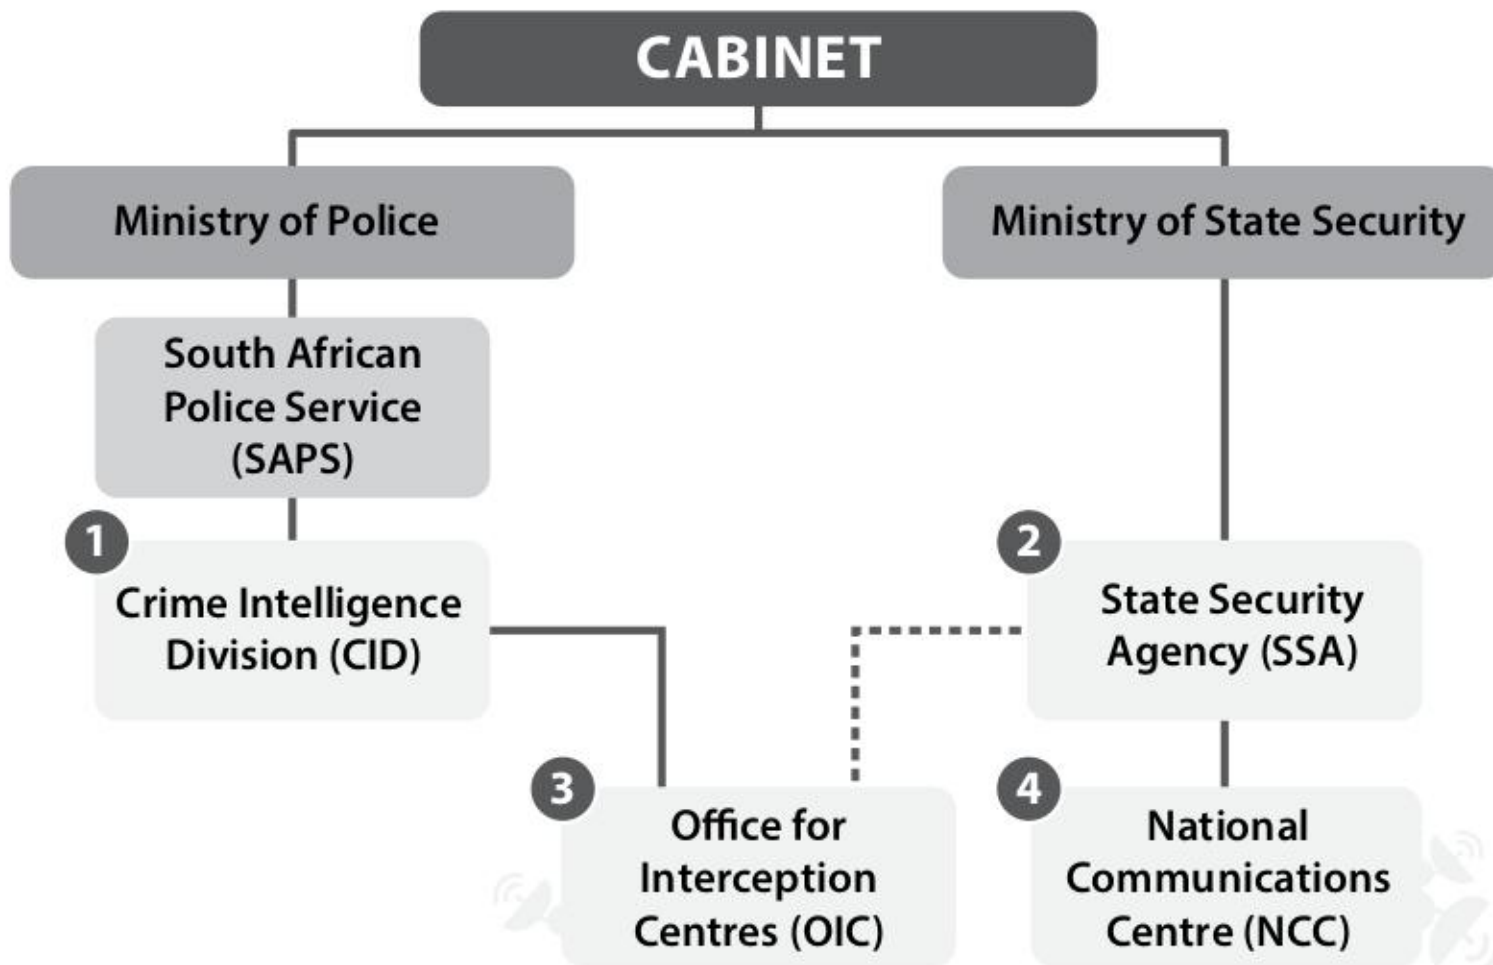 CABINET
Ministry of Police
Ministry of State Security
South African
Police Service
(SAPS)
1
Crime Intelligence
Division (CID)
2
State Security
Agency (SSA)
3
Office for
Interception
Centres (OIC)
4
National
Communications
Centre (NCC)